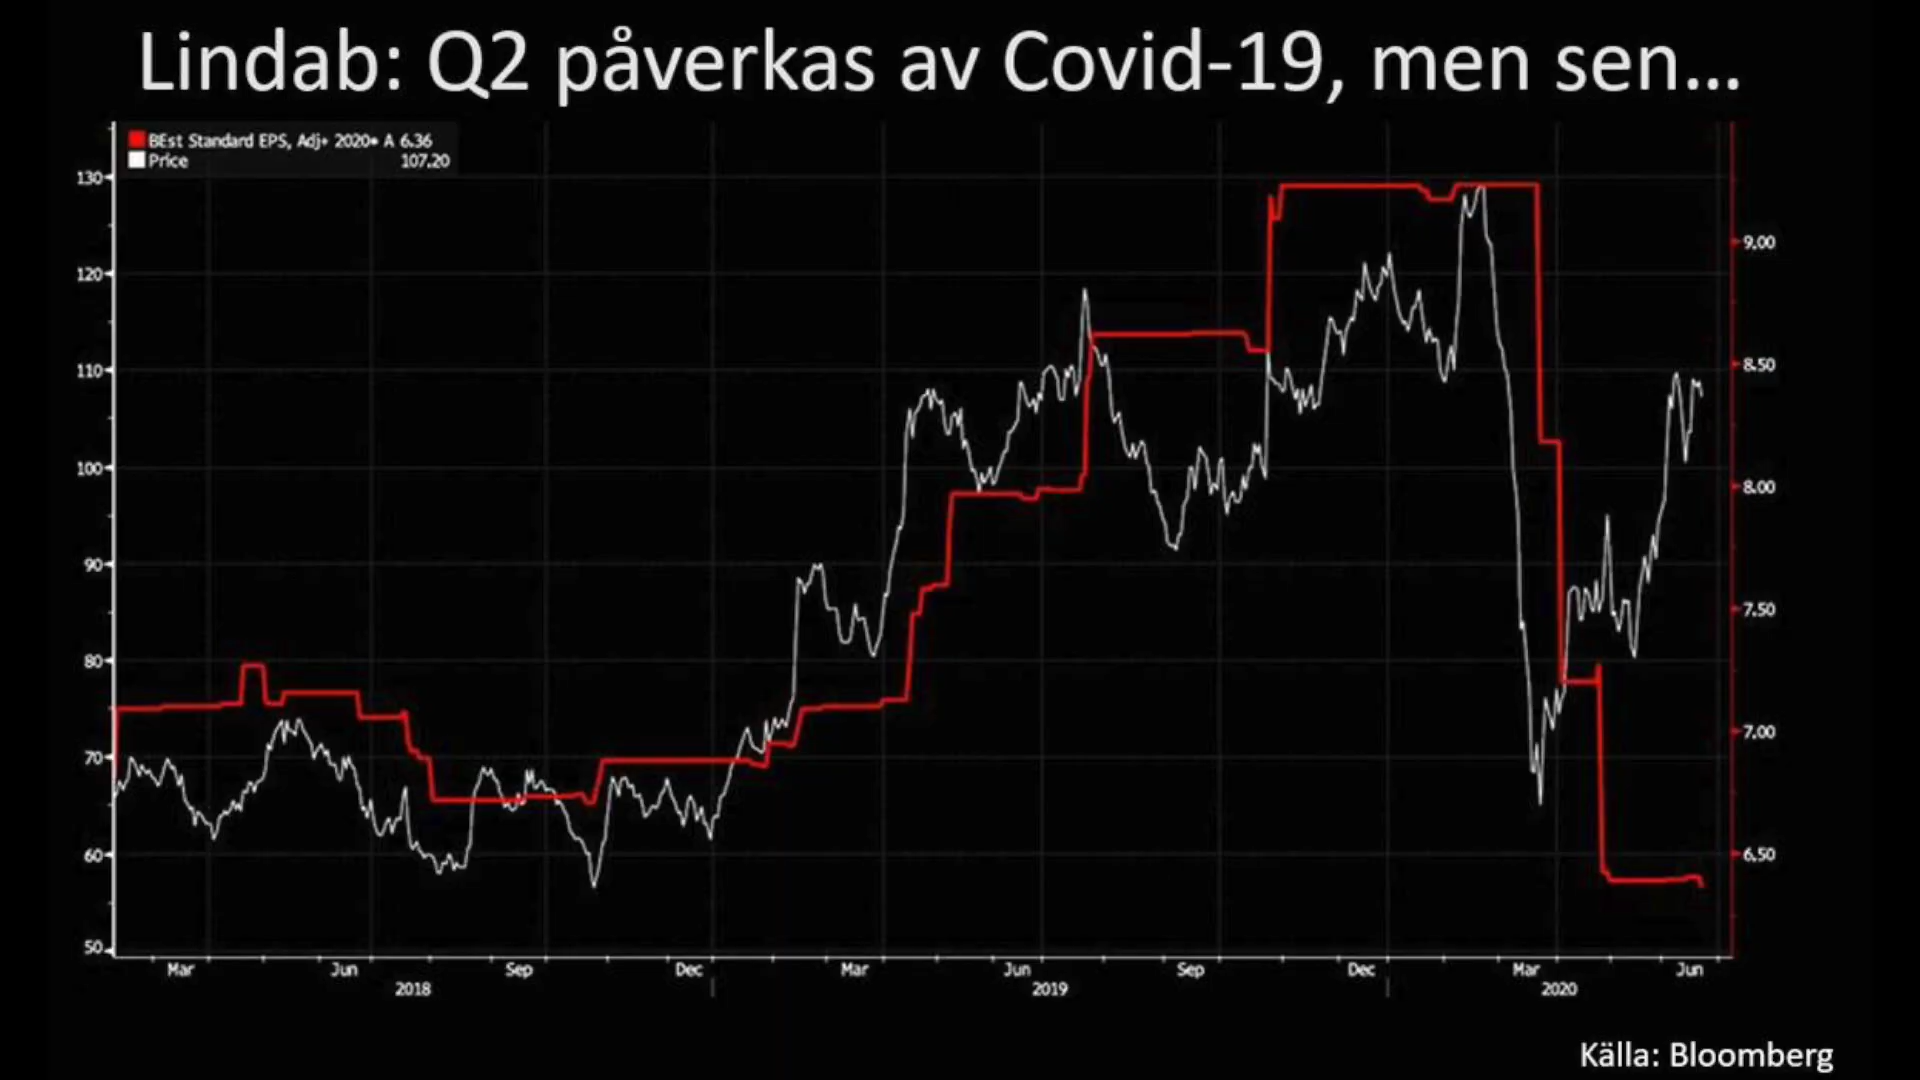 Lindab: Q2 påverkas av Covid-19, men sen...
BEst Standard EPS, Adj+ 2020• A 6.36
Price 107.20
130
120
110
100
90
80
70
60
50
9.00
8.50
8.00
7.50
7.00
6.50
Mar Jun Sep Dec Mar Jun Sep Dec Mar Jun
2018 2019 2020
Källa: Bloomberg